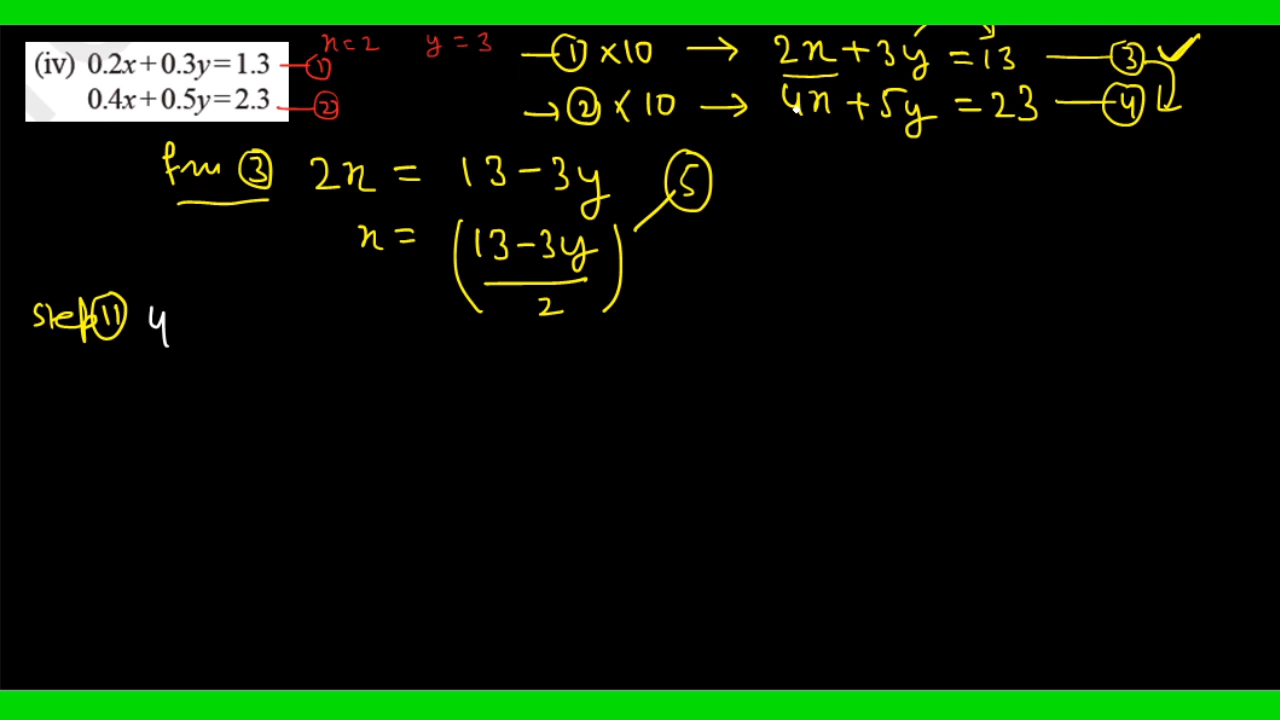 (iv) 0.2x+0.3y=1.3 ① x=2 y=3 ① ×10 → 2x+3y=13 ③
0.4x+0.5y=2.3 ② → ② × 10 → 4x+5y=23 ④
from ③ 2x = 13-3y ⑤
x = (13-3y/2)
Step 11 4